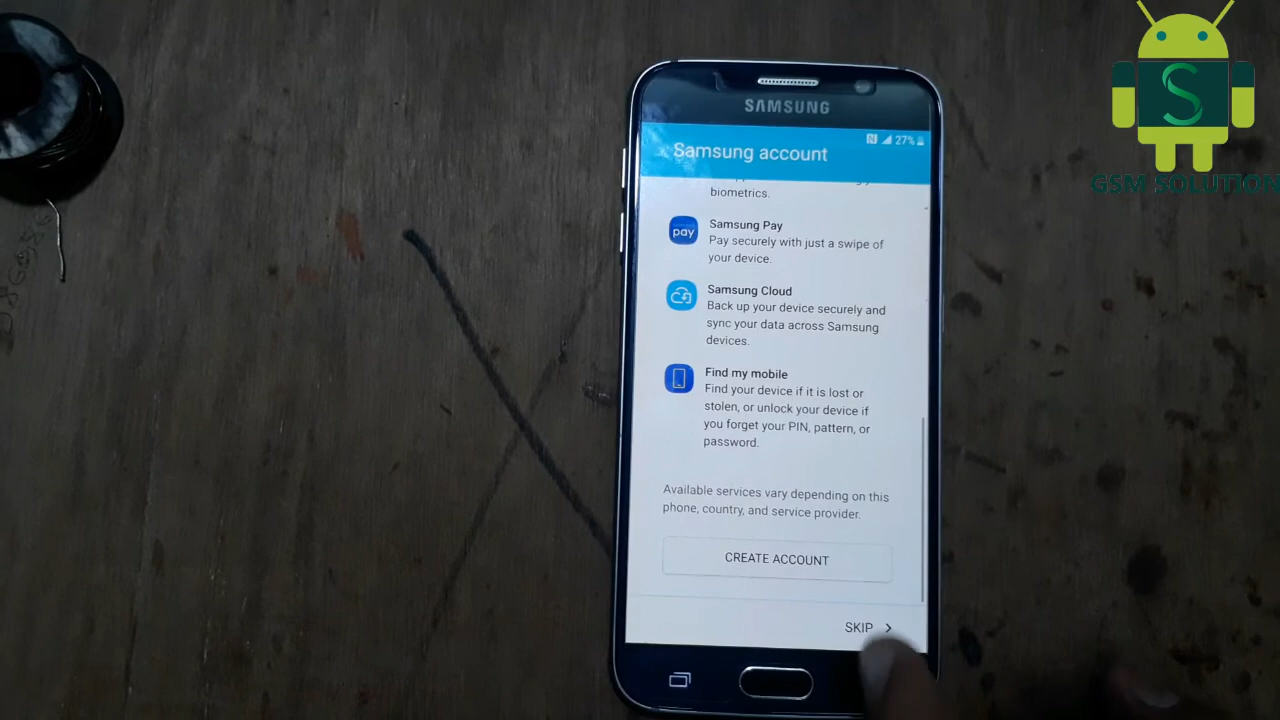 SAMSUNG
27%
Samsung account
biometrics.
Samsung Pay
pay
Pay securely with just a swipe of
your device.
Samsung Cloud
Back up your device securely and
sync your data across Samsung
devices.
Find my mobile
Find your device if it is lost or
stolen, or unlock your device if
you forget your PIN, pattern, or
password.
Available services vary depending on this
phone, country, and service provider.
CREATE ACCOUNT
SKIP
S
GSM SOLUTION